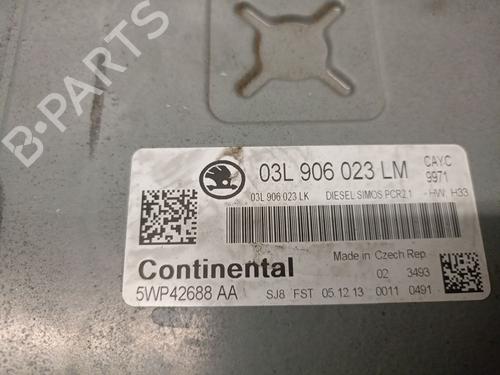 B-PARTS
03L 906 023 LM
CAYC
9971
03L 906 023 LK DIESEL SIMOS PCR2.1 - HW: H33
Continental
Made in Czech Rep.
02 3493
5WP42688 AA SJ8 FST 05.12.13 0011 0491